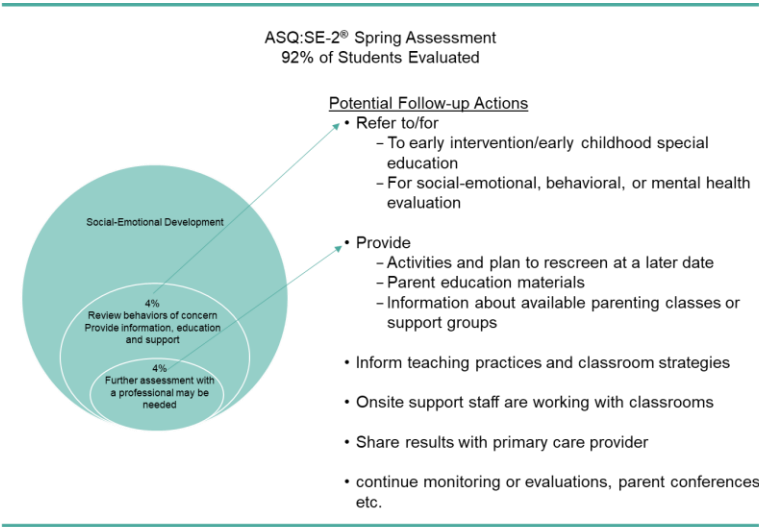 ASQ:SE-2® Spring Assessment
92% of Students Evaluated
Potential Follow-up Actions
• Refer to/for
– To early intervention/early childhood special
education
– For social-emotional, behavioral, or mental health
evaluation
• Provide
– Activities and plan to rescreen at a later date
– Parent education materials
– Information about available parenting classes or
support groups
• Inform teaching practices and classroom strategies
• Onsite support staff are working with classrooms
• Share results with primary care provider
• continue monitoring or evaluations, parent conferences
etc.
Social-Emotional Development
4%
Review behaviors of concern
Provide information, education
and support
4%
Further assessment with
a professional may be
needed